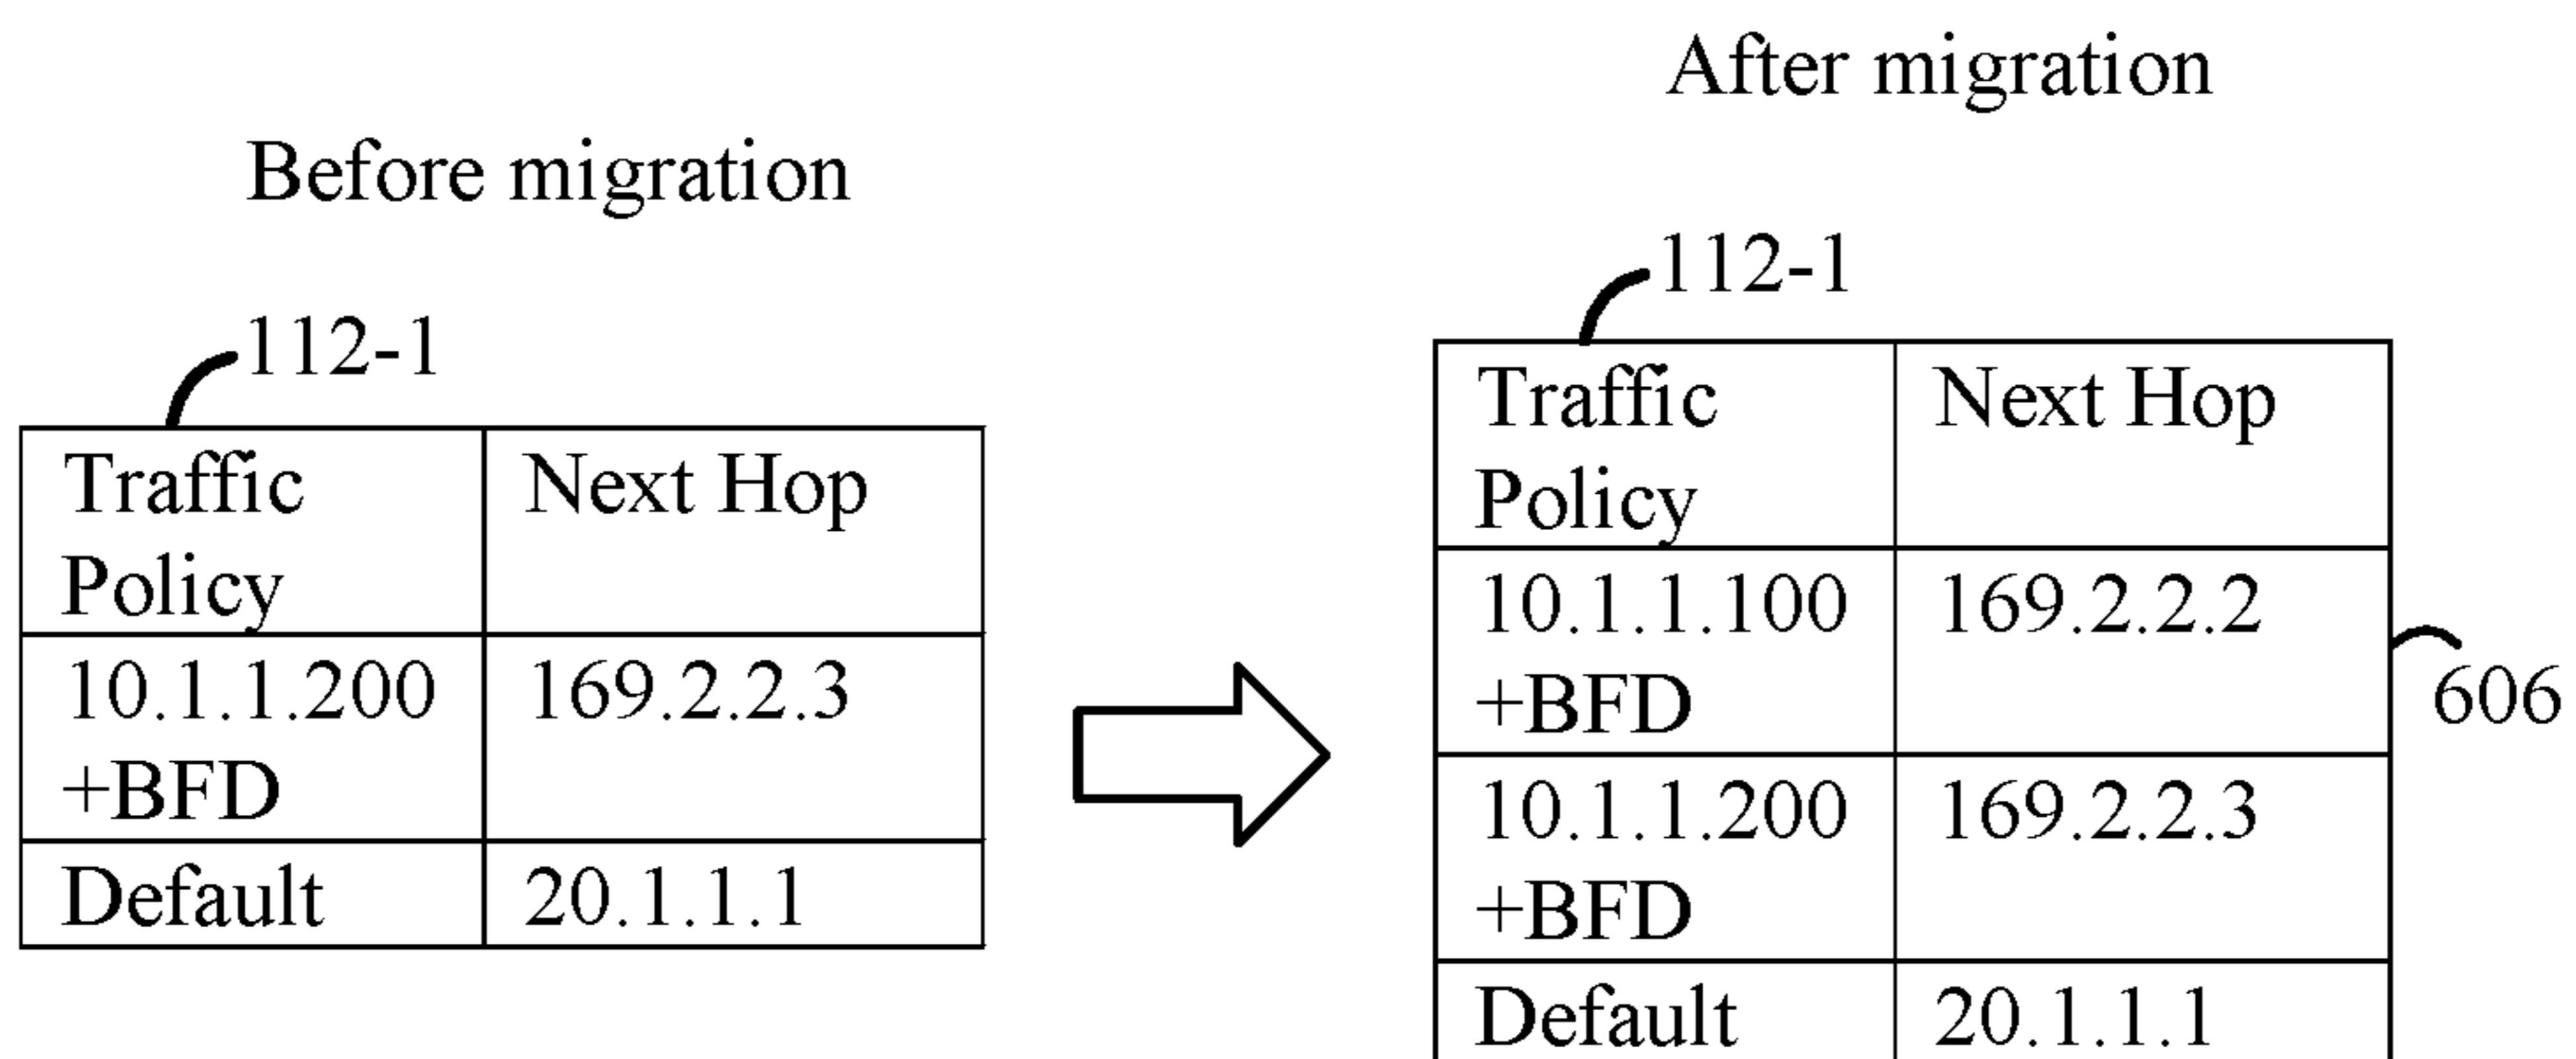 Before migration
112-1
Traffic Policy Next Hop
10.1.1.200 +BFD 169.2.2.3
Default 20.1.1.1
After migration
112-1
Traffic Policy Next Hop
10.1.1.100 +BFD 169.2.2.2
606
10.1.1.200 +BFD 169.2.2.3
Default 20.1.1.1